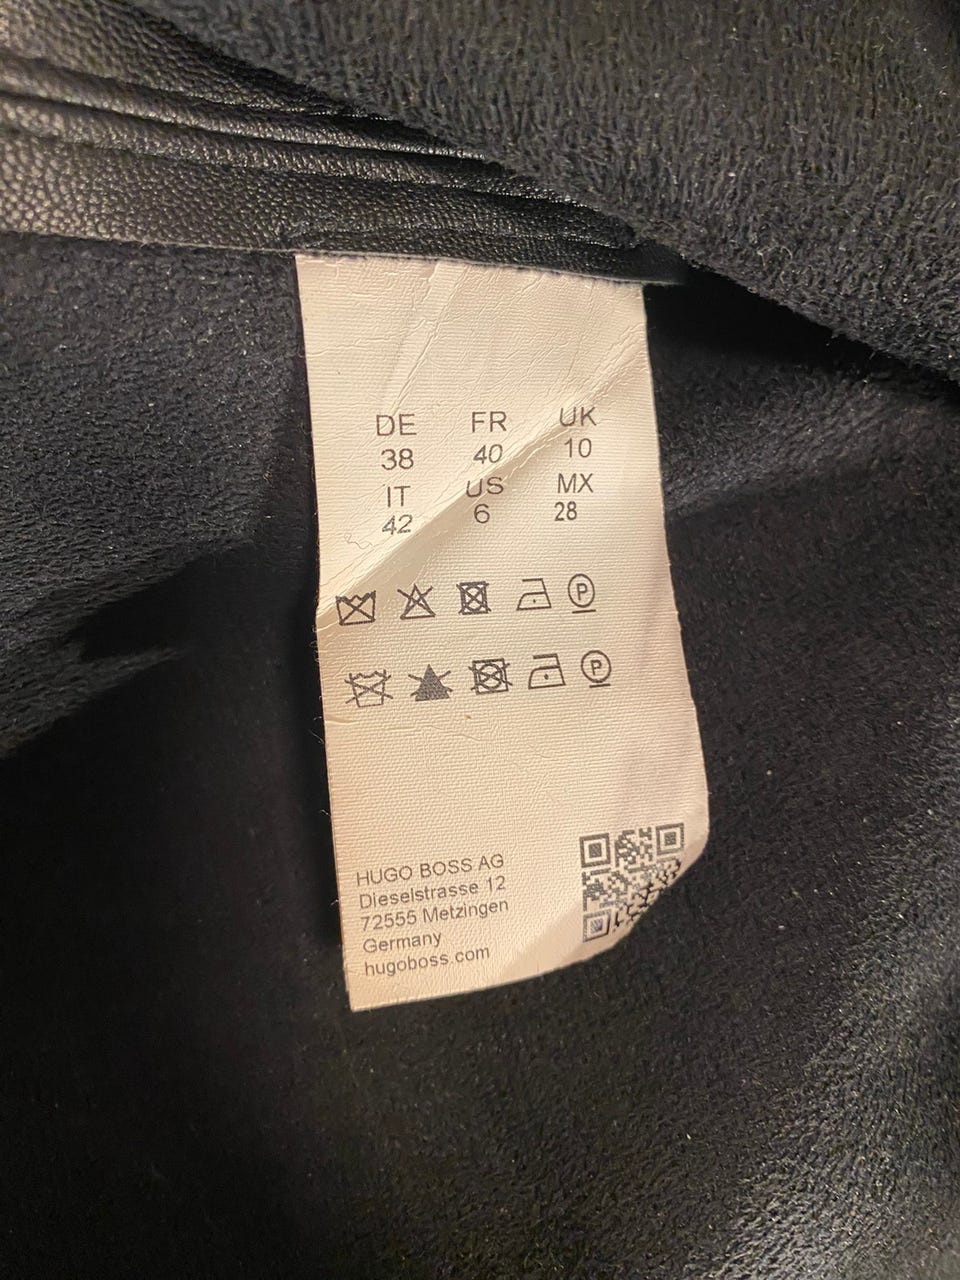 DE FR UK
38 40 10
IT US MX
42 6 28
P
P
HUGO BOSS AG
Dieselstrasse 12
72555 Metzingen
Germany
hugoboss.com